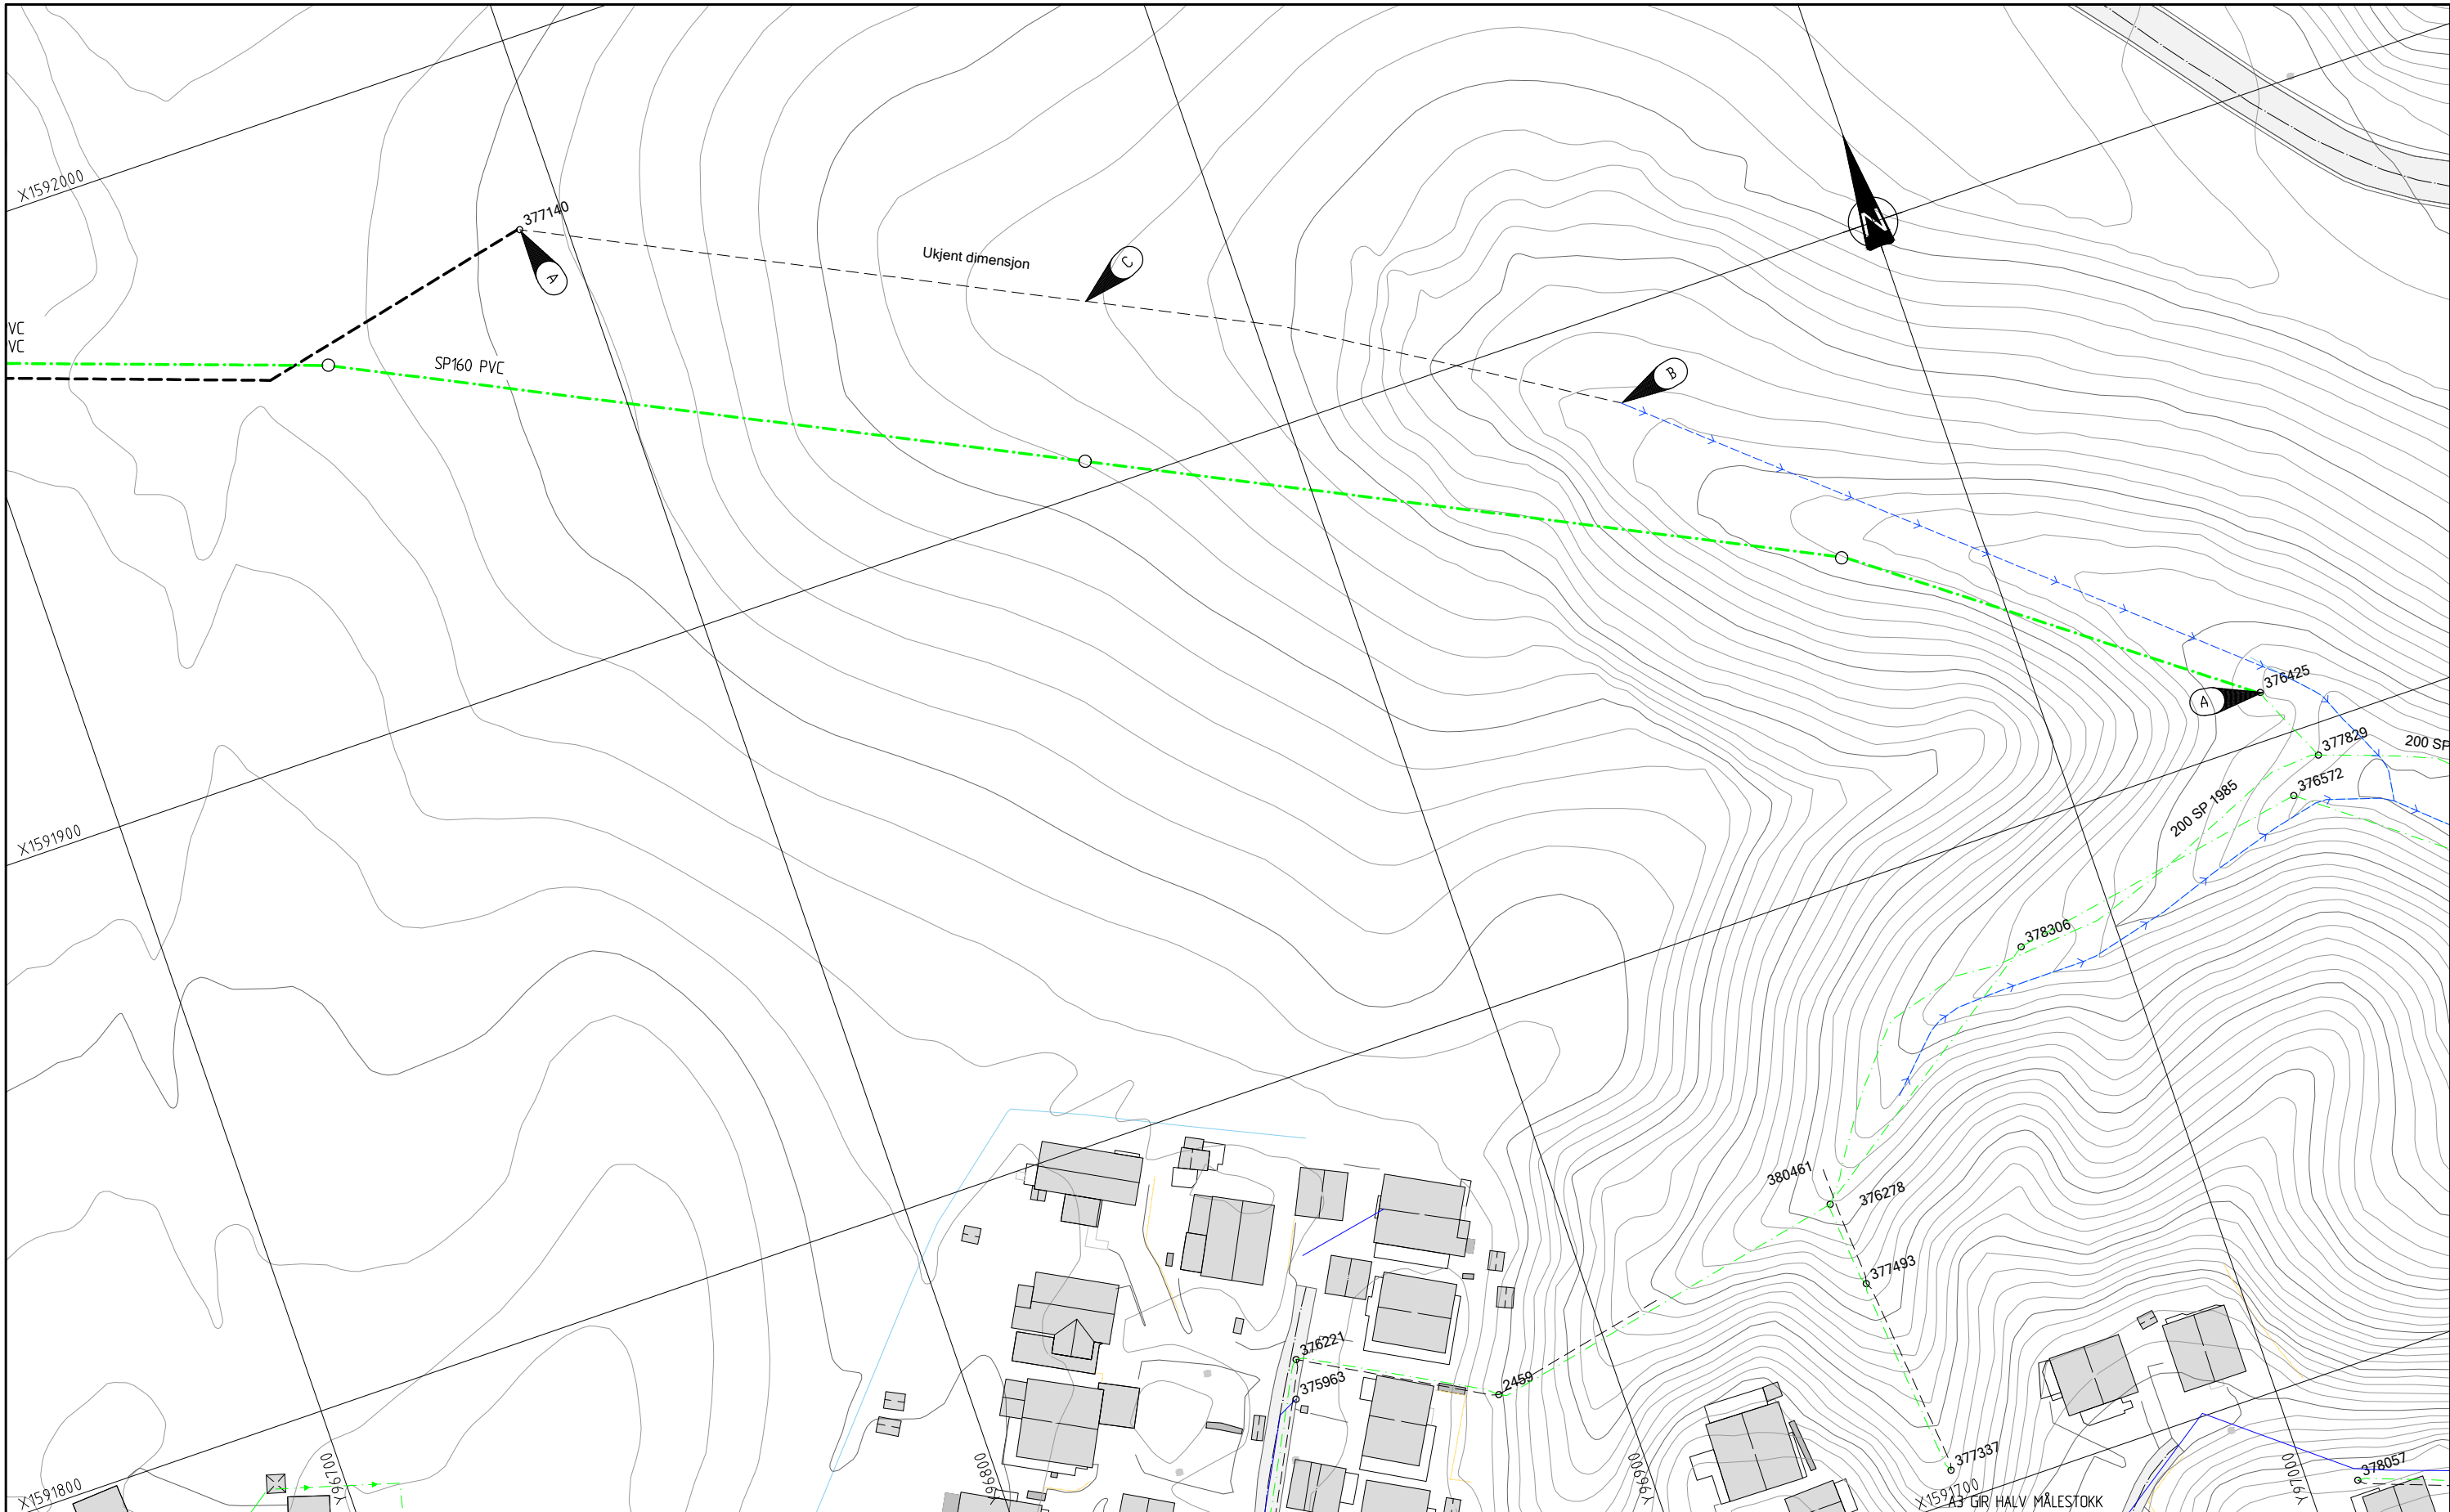 X1592000
377140
A
Ukjent dimensjon
C
N
VC
VC
SP160 PVC
B
376425
A
377829
200 SP
376572
200 SP 1985
X1591900
378306
380461
376278
377493
376221
375963
2459
377337
378057
X1591800
Y96700
Y96800
Y96900
X1591700
Y97000
A3 GIR HALV MÅLESTOKK